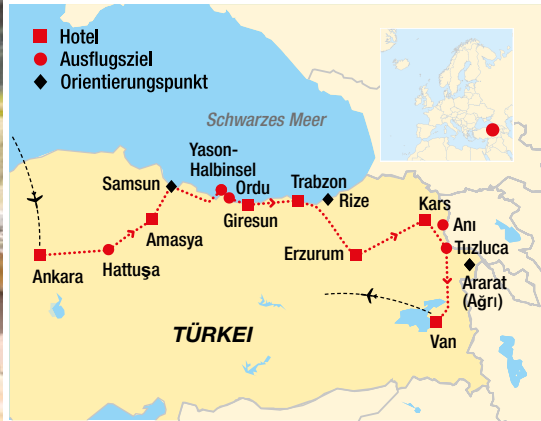 Hotel
Ausflugsziel
Orientierungspunkt
Schwarzes Meer
Yason-
Halbinsel
Samsun
Ordu
Trabzon
Rize
Giresun
Kars
Anı
Amasya
Erzurum
Tuzluca
Ankara
Hattuşa
Ararat
(Ağrı)
TÜRKEI
Van